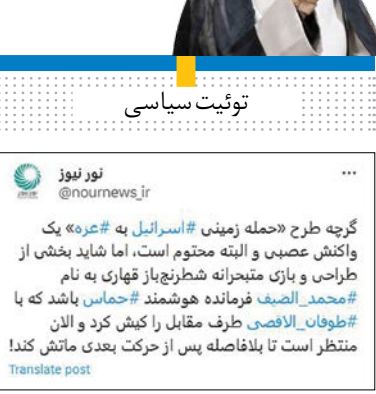 توئیت سیاسی
نور نیوز
@nournews_ir
گرچه طرح «حمله زمینی #اسرائیل به #غزه» یک
واکنش عصبی و البته محتوم است، اما شاید بخشی از
طراحی و بازی متبحرانه شطرنج‌باز قهاری به نام
#محمد_الضیف فرمانده هوشمند #حماس باشد که با
#طوفان_الاقصی طرف مقابل را کیش کرد و الان
منتظر است تا بلافاصله پس از حرکت بعدی ماتش کند!
Translate post